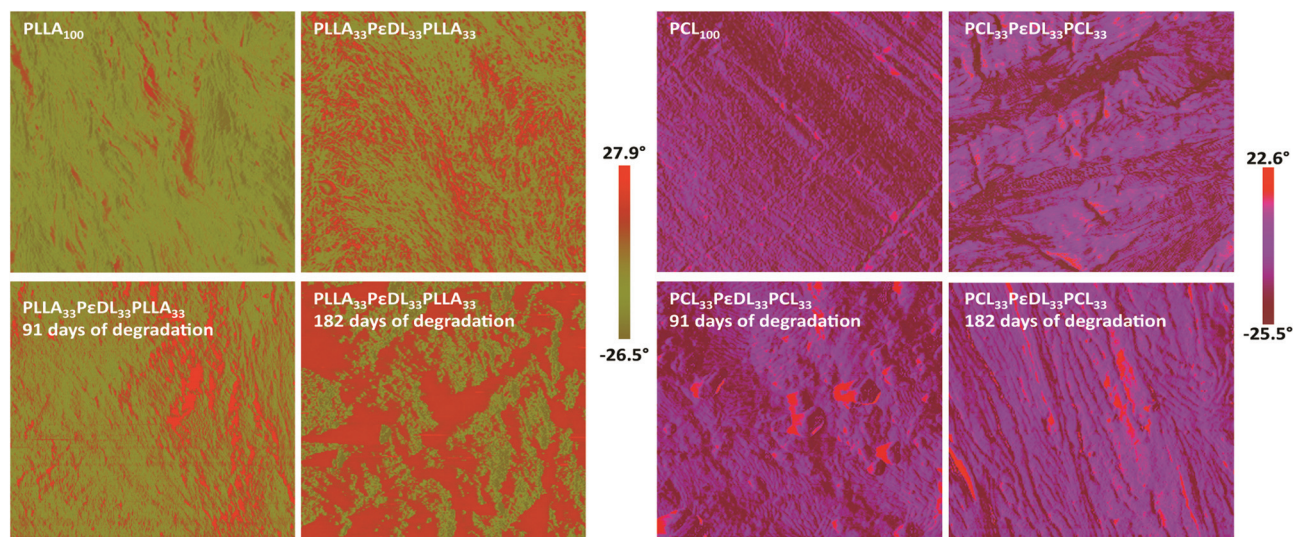 PLLA₁₀₀
PLLA₃₃PεDL₃₃PLLA₃₃
PLLA₃₃PεDL₃₃PLLA₃₃
91 days of degradation
PLLA₃₃PεDL₃₃PLLA₃₃
182 days of degradation
27.9°
-26.5°
PCL₁₀₀
PCL₃₃PεDL₃₃PCL₃₃
PCL₃₃PεDL₃₃PCL₃₃
91 days of degradation
PCL₃₃PεDL₃₃PCL₃₃
182 days of degradation
22.6°
-25.5°